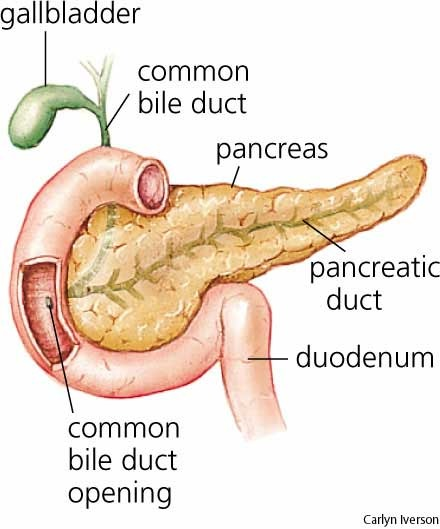 gallbladder
common
bile duct
pancreas
pancreatic
duct
duodenum
common
bile duct
opening
Carlyn Iverson